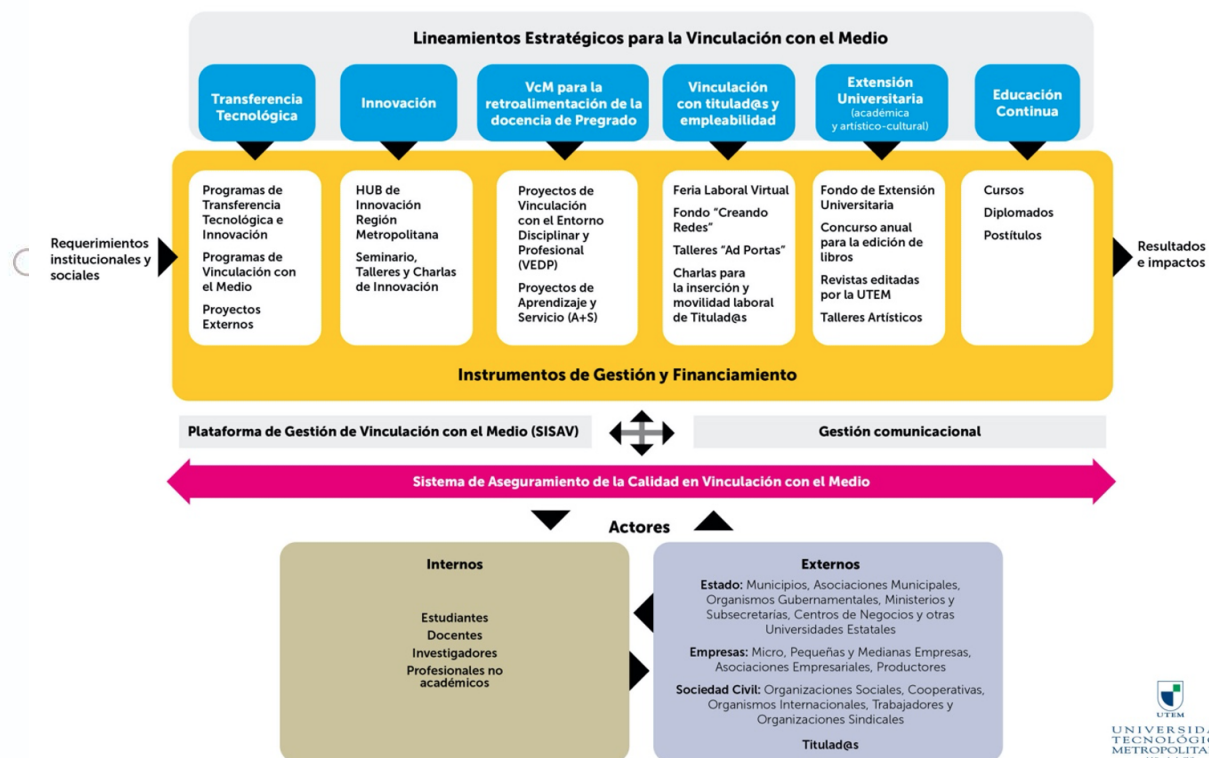 Lineamientos Estratégicos para la Vinculación con el Medio
Transferencia
Tecnológica
Innovación
VcM para la
retroalimentación de la
docencia de Pregrado
Vinculación
con titulad@s y
empleabilidad
Extensión
Universitaria
(académica
y artístico-cultural)
Educación
Continua
Requerimientos
institucionales y
sociales
Programas de
Transferencia
Tecnológica e
Innovación
Programas de
Vinculación con
el Medio
Proyectos
Externos
HUB de
Innovación
Región
Metropolitana
Seminario,
Talleres y Charlas
de Innovación
Proyectos de
Vinculación
con el Entorno
Disciplinar y
Profesional
(VEDP)
Proyectos de
Aprendizaje y
Servicio (A+S)
Feria Laboral Virtual
Fondo "Creando
Redes"
Talleres "Ad Portas"
Charlas para
la inserción y
movilidad laboral
de Titulad@s
Fondo de Extensión
Universitaria
Concurso anual
para la edición de
libros
Revistas editadas
por la UTEM
Talleres Artísticos
Cursos
Diplomados
Postítulos
Resultados
e impactos
Instrumentos de Gestión y Financiamiento
Plataforma de Gestión de Vinculación con el Medio (SISAV)
Gestión comunicacional
Sistema de Aseguramiento de la Calidad en Vinculación con el Medio
Actores
Internos
Estudiantes
Docentes
Investigadores
Profesionales no
académicos
Externos
Estado: Municipios, Asociaciones Municipales,
Organismos Gubernamentales, Ministerios y
Subsecretarías, Centros de Negocios y otras
Universidades Estatales
Empresas: Micro, Pequeñas y Medianas Empresas,
Asociaciones Empresariales, Productores
Sociedad Civil: Organizaciones Sociales, Cooperativas,
Organismos Internacionales, Trabajadores y
Organizaciones Sindicales
Titulad@s
UTEM
UNIVERSIDA
TECNOLÓGI
METROPOLITA